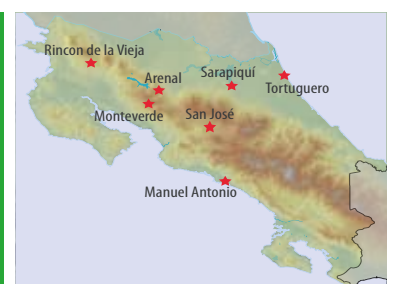 Rincon de la Vieja
Sarapiquí
Arenal
Tortuguero
Monteverde
San José
Manuel Antonio